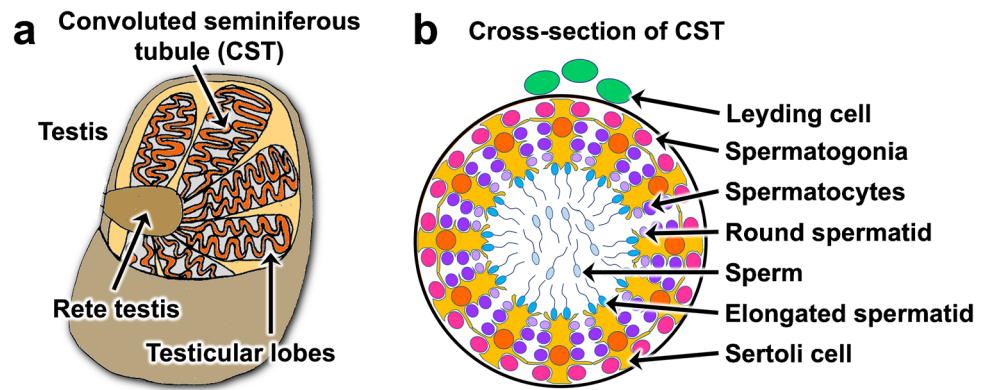 a
Convoluted seminiferous
tubule (CST)
Testis
Rete testis
Testicular lobes
b
Cross-section of CST
Leyding cell
Spermatogonia
Spermatocytes
Round spermatid
Sperm
Elongated spermatid
Sertoli cell